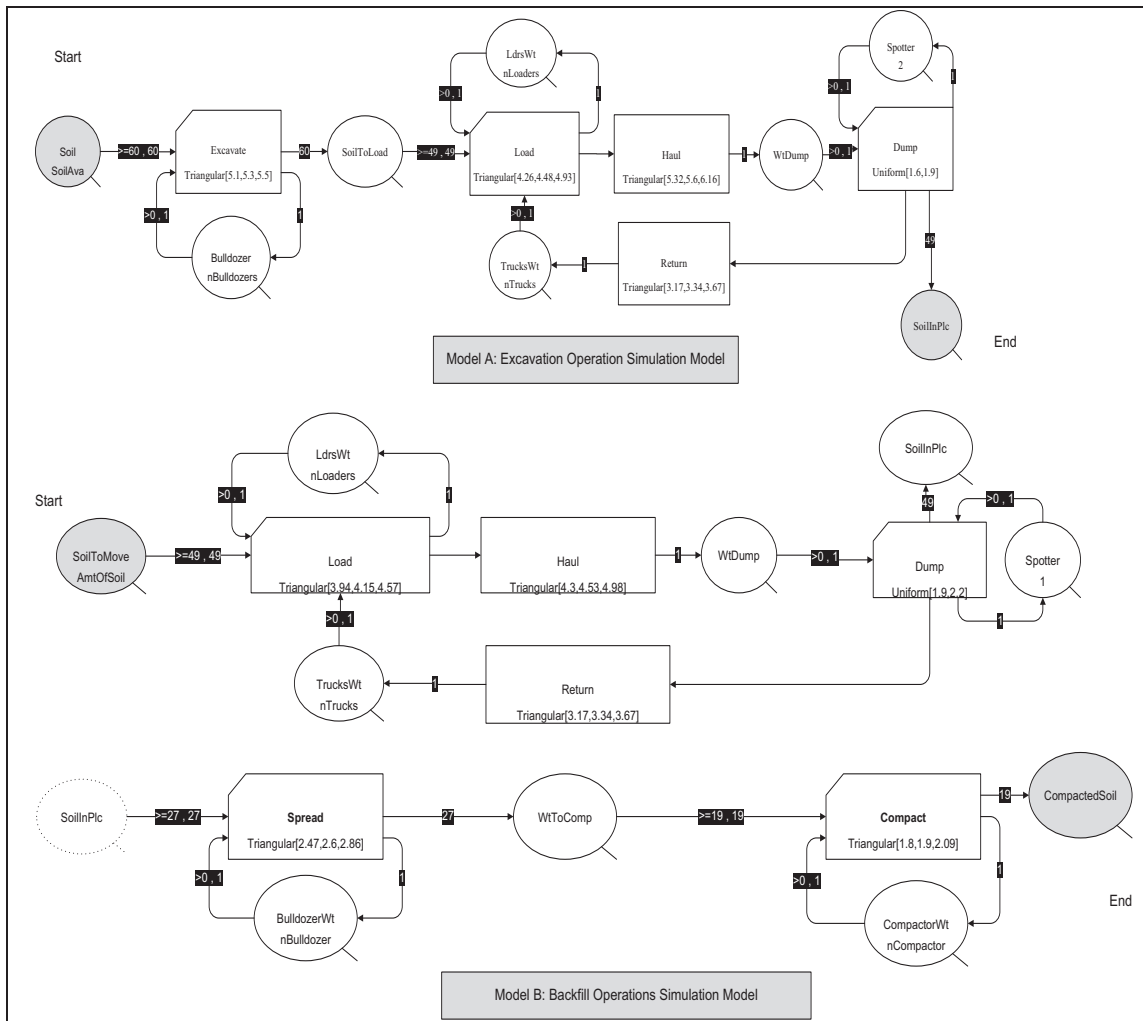 Start
Soil
SoilAva
>=60 , 60
Excavate
Triangular[5.1,5.3,5.5]
60
>0 , 1
1
Bulldozer
nBulldozers
SoilToLoad
>=49 , 49
LdrsWt
nLoaders
>0 , 1
1
Load
Triangular[4.26,4.48,4.93]
>0 , 1
Haul
Triangular[5.32,5.6,6.16]
1
WtDump
>0 , 1
Spotter
2
>0 , 1
1
Dump
Uniform[1.6,1.9]
49
TrucksWt
nTrucks
1
Return
Triangular[3.17,3.34,3.67]
SoilInPlc
End
Model A: Excavation Operation Simulation Model
Start
SoilToMove
AmtOfSoil
>=49 , 49
LdrsWt
nLoaders
>0 , 1
1
Load
Triangular[3.94,4.15,4.57]
>0 , 1
Haul
Triangular[4.3,4.53,4.98]
1
WtDump
>0 , 1
SoilInPlc
49
>0 , 1
Dump
Uniform[1.9,2.2]
Spotter
1
1
TrucksWt
nTrucks
1
Return
Triangular[3.17,3.34,3.67]
SoilInPlc
>=27 , 27
Spread
Triangular[2.47,2.6,2.86]
27
>0 , 1
1
BulldozerWt
nBulldozer
WtToComp
>=19 , 19
Compact
Triangular[1.8,1.9,2.09]
19
CompactedSoil
>0 , 1
1
CompactorWt
nCompactor
End
Model B: Backfill Operations Simulation Model